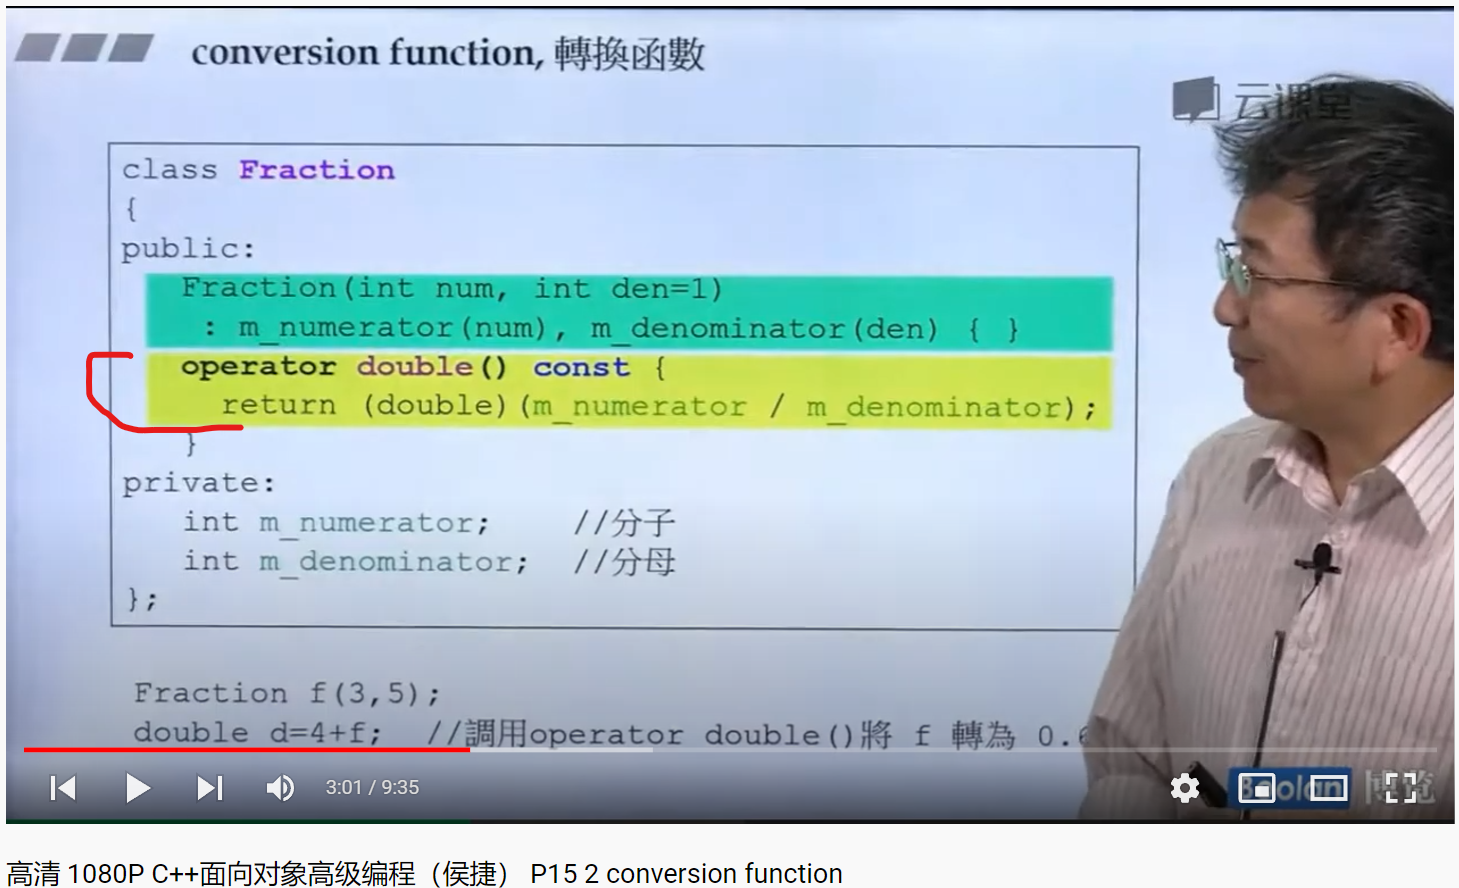 conversion function, 轉換函數
云课堂
class Fraction
{
public:
Fraction(int num, int den=1)
: m_numerator(num), m_denominator(den) { }
operator double() const {
return (double)(m_numerator / m_denominator);
}
private:
int m_numerator; //分子
int m_denominator; //分母
};
Fraction f(3,5);
double d=4+f; //調用operator double()將 f 轉為 0.6
3:01 / 9:35
Boolan 博览
高清 1080P C++面向对象高级编程（侯捷） P15 2 conversion function